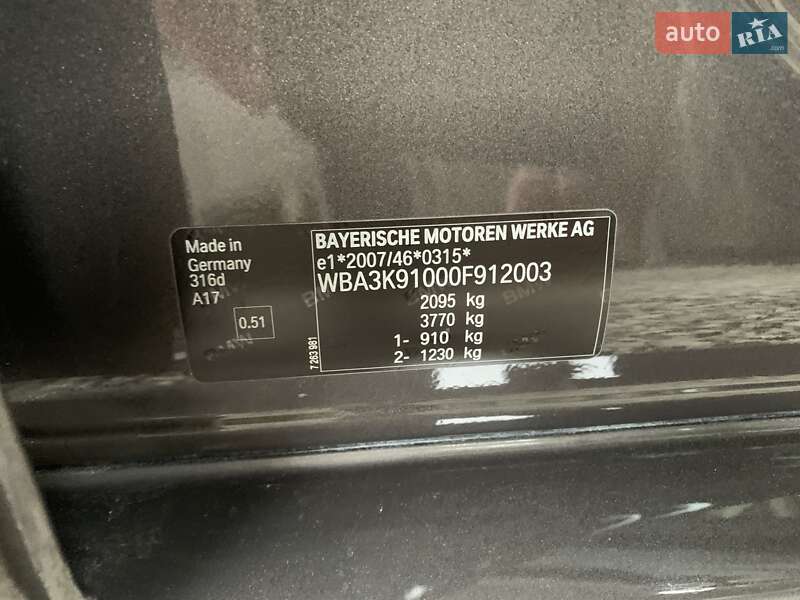 auto RIA.com
Made in
Germany
316d
A17
0.51
7 263 981
BAYERISCHE MOTOREN WERKE AG
e1*2007/46*0315*
WBA3K91000F912003
2095 kg
3770 kg
1- 910 kg
2- 1230 kg